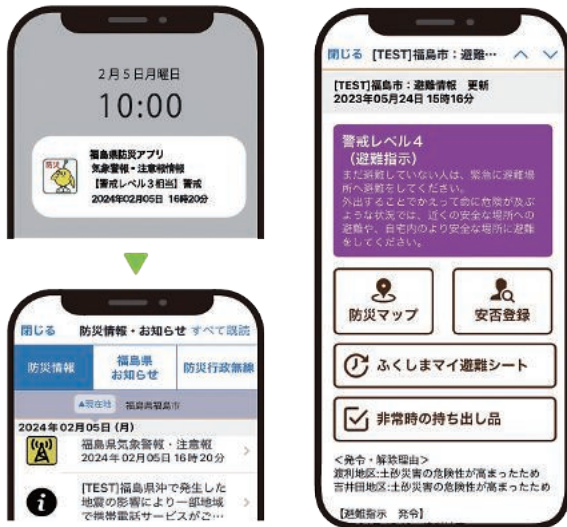 2月5日月曜日
10:00
防災
福島県防災アプリ
気象警報・注意報情報
【警戒レベル3相当】警戒
2024年02月05日 16時20分
閉じる 防災情報・お知らせ すべて既読
防災情報
福島県
お知らせ
防災行政無線
▲現在地 福島県福島市
2024年02月05日(月)
福島県気象警報・注意報
2024年02月05日 16時20分
[TEST]福島県沖で発生した
地震の影響により一部地域
で携帯電話サービスがご…
閉じる [TEST]福島市:避難…
[TEST]福島市:避難情報 更新
2023年05月24日 15時16分
警戒レベル4
(避難指示)
まだ避難していない人は、緊急に避難場
所へ避難をしてください。
外出することでかえって命に危険が及ぶ
ような状況では、近くの安全な場所への
避難や、自宅内のより安全な場所に避難
をしてください。
防災マップ
安否登録
ふくしまマイ避難シート
非常時の持ち出し品
<発令・解除理由>
渡利地区:土砂災害の危険性が高まったため
吉井田地区:土砂災害の危険性が高まったため
【避難指示 発令】